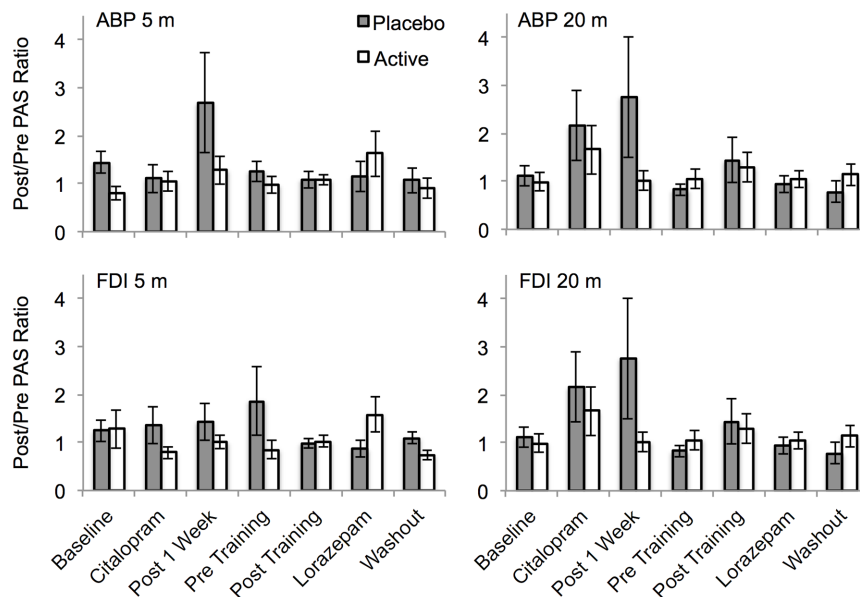 ABP 5 m
Placebo
Active
Post/Pre PAS Ratio
4
3
2
1
0
ABP 20 m
4
3
2
1
0
FDI 5 m
Post/Pre PAS Ratio
4
3
2
1
0
Baseline
Citalopram
Post 1 Week
Pre Training
Post Training
Lorazepam
Washout
FDI 20 m
4
3
2
1
0
Baseline
Citalopram
Post 1 Week
Pre Training
Post Training
Lorazepam
Washout